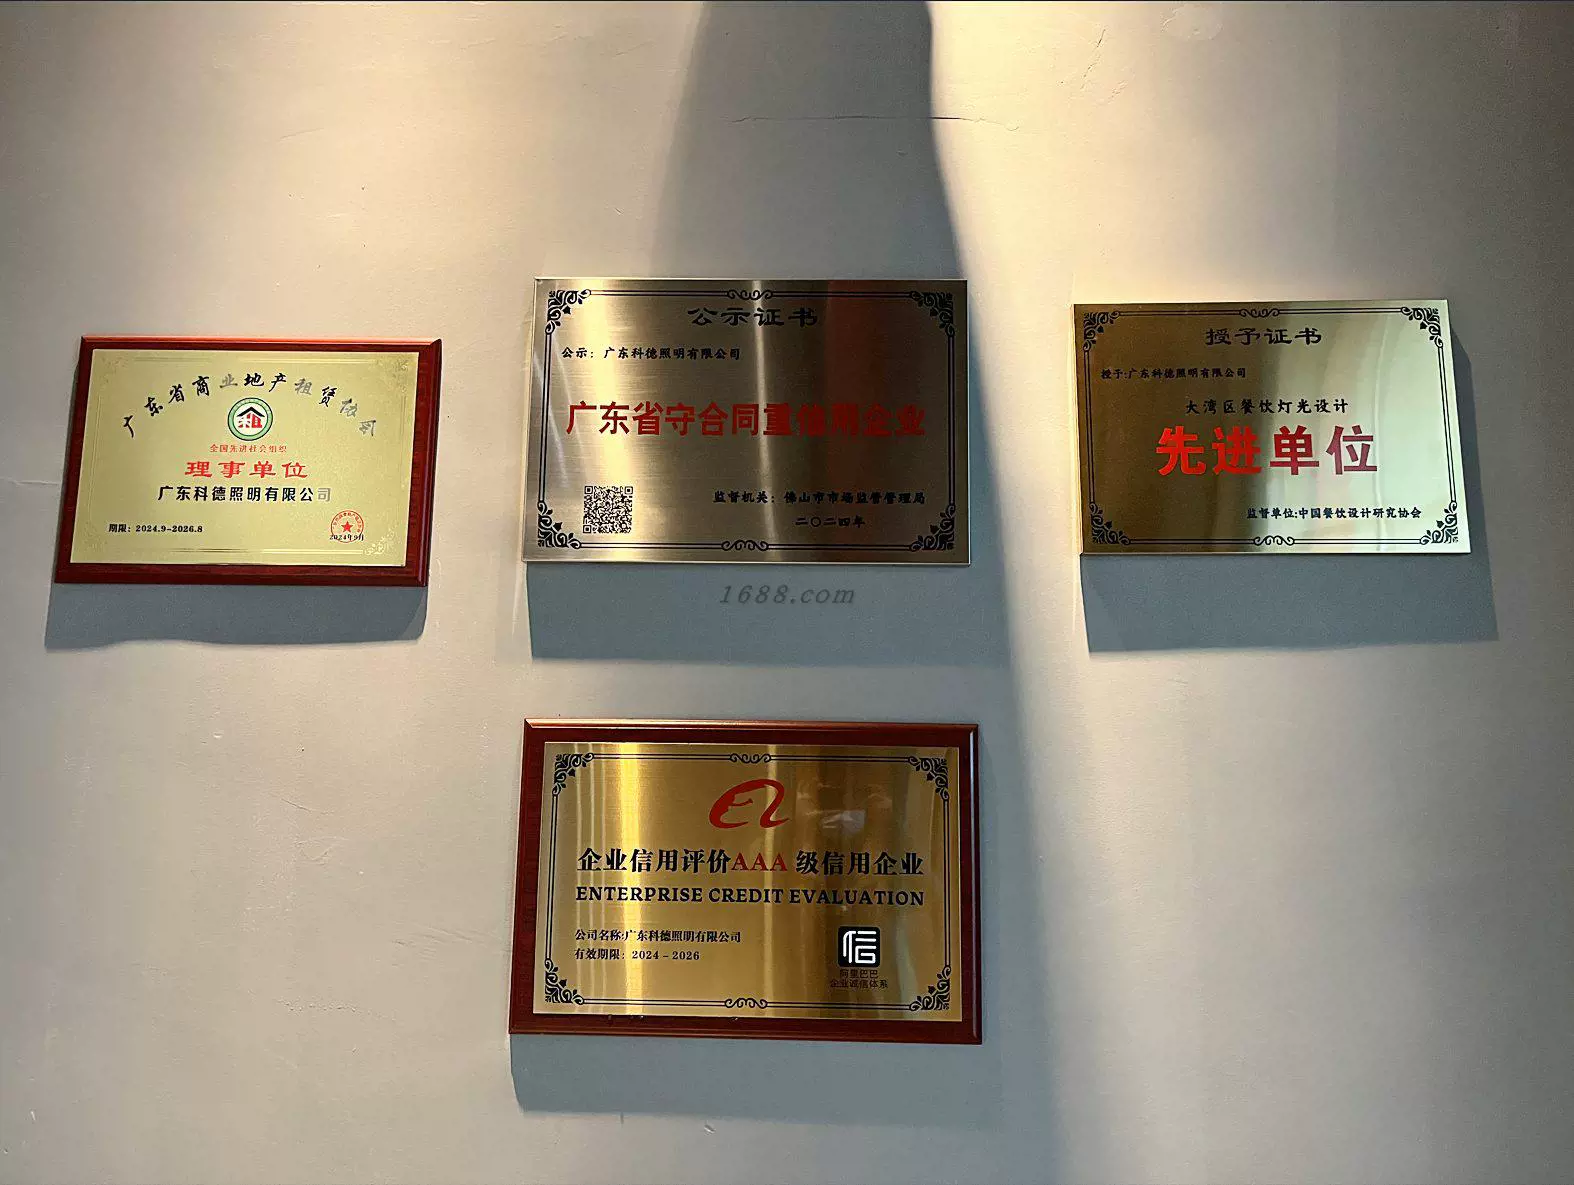 广东省商业地产租赁协会
全国先进社会组织
理事单位
广东科德照明有限公司
期限：2024.9-2026.8
2024年9月
公示证书
公示：广东科德照明有限公司
广东省守合同重信用企业
监督机关：佛山市市场监督管理局
二〇二四年
授予证书
授予:广东科德照明有限公司
大湾区餐饮灯光设计
先进单位
监督单位:中国餐饮设计研究协会
1688.com
企业信用评价AAA级信用企业
ENTERPRISE CREDIT EVALUATION
公司名称:广东科德照明有限公司
有效期限：2024-2026
信
阿里巴巴
企业诚信体系